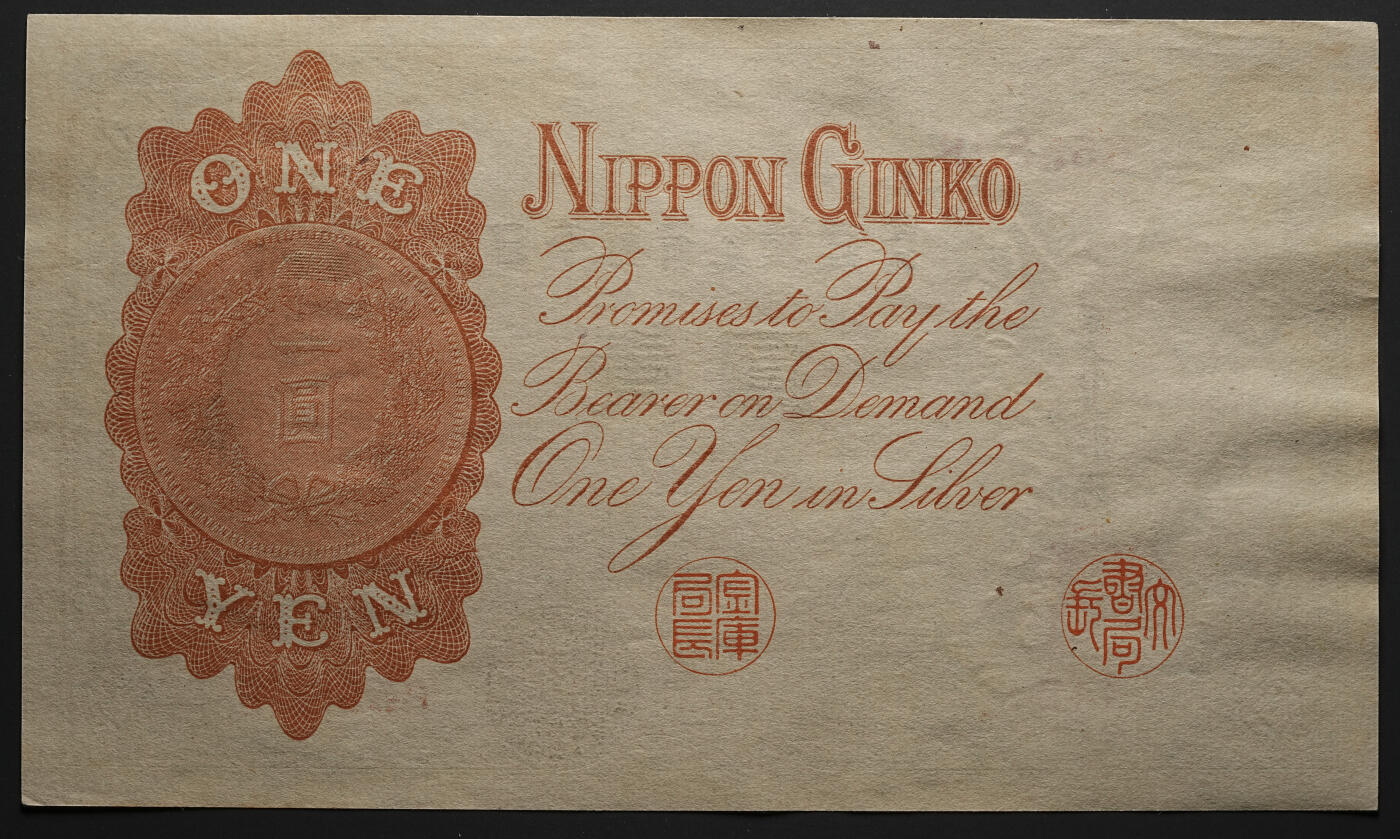 ONE
一圓
YEN
NIPPON GINKO
Promises to Pay the
Bearer on Demand
One Yen in Silver
金庫局長
文書局長